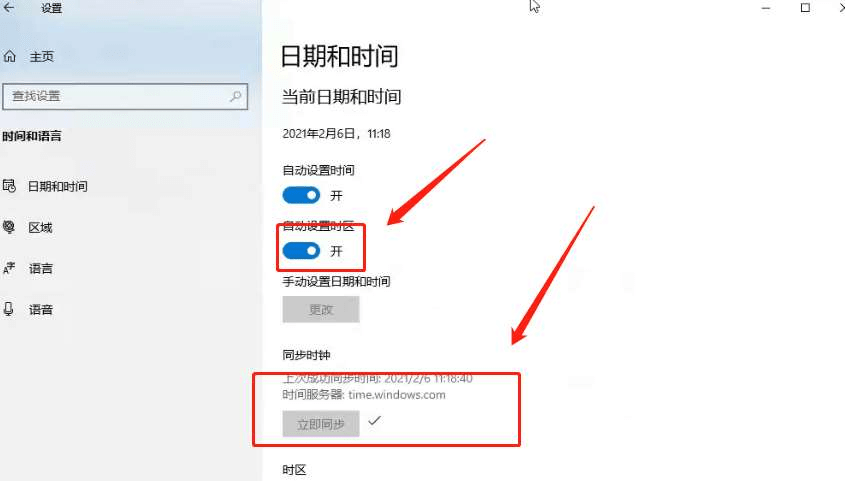 设置
主页
查找设置
时间和语言
日期和时间
区域
语言
语音
日期和时间
当前日期和时间
2021年2月6日，11:18
自动设置时间
开
自动设置时区
开
手动设置日期和时间
更改
同步时钟
上次成功同步时间: 2021/2/6 11:18:40
时间服务器: time.windows.com
立即同步
时区